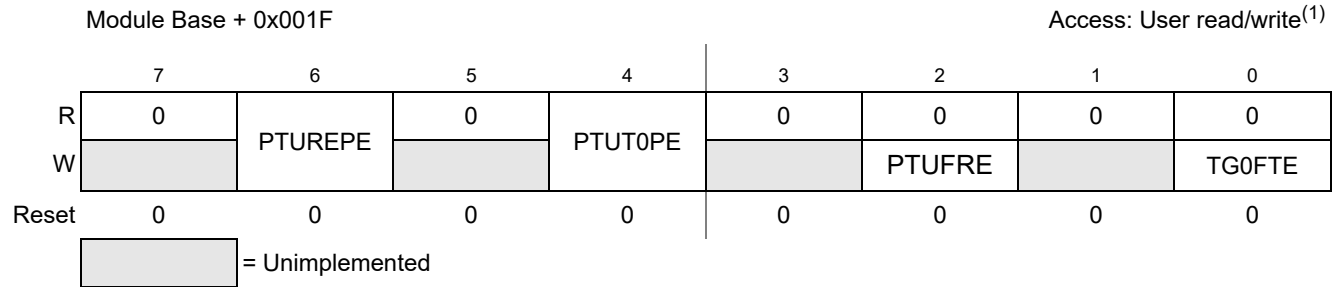 Module Base + 0x001F Access: User read/write(1)
7 6 5 4 3 2 1 0
R 0 PTUREPE 0 PTUT0PE 0 0 0 0
W PTUFRE TG0FTE
Reset 0 0 0 0 0 0 0 0
= Unimplemented